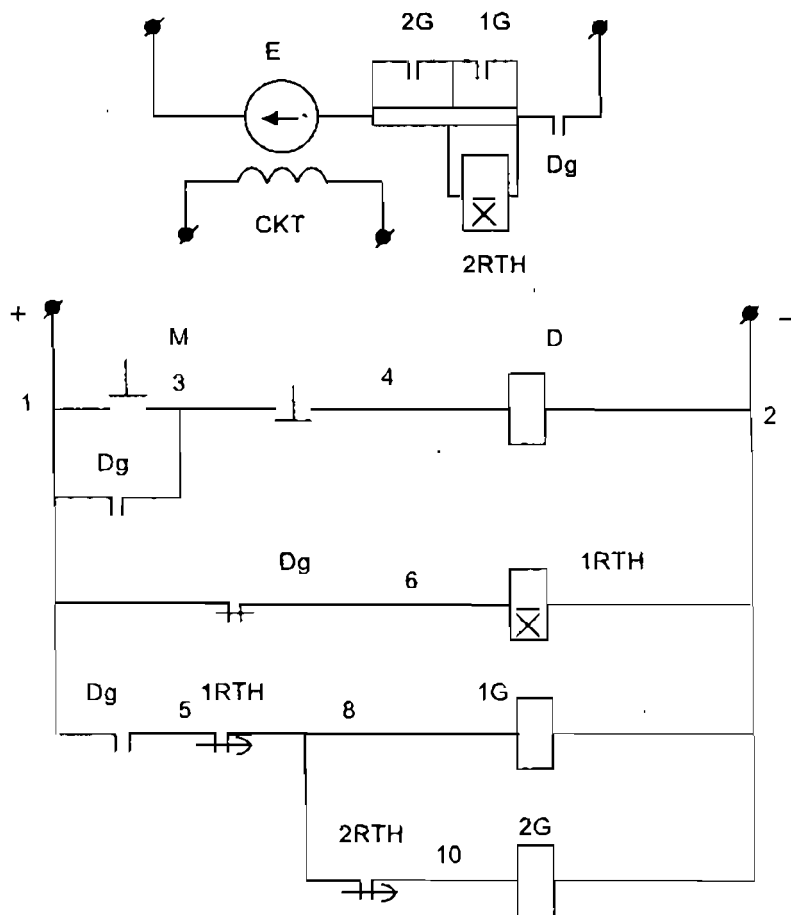 2G 1G
E
Dg
CKT
2RTH
+ −
M D
1 3 4 2
Dg
Dg 6 1RTH
Dg 5 1RTH 8 1G
2RTH 10 2G